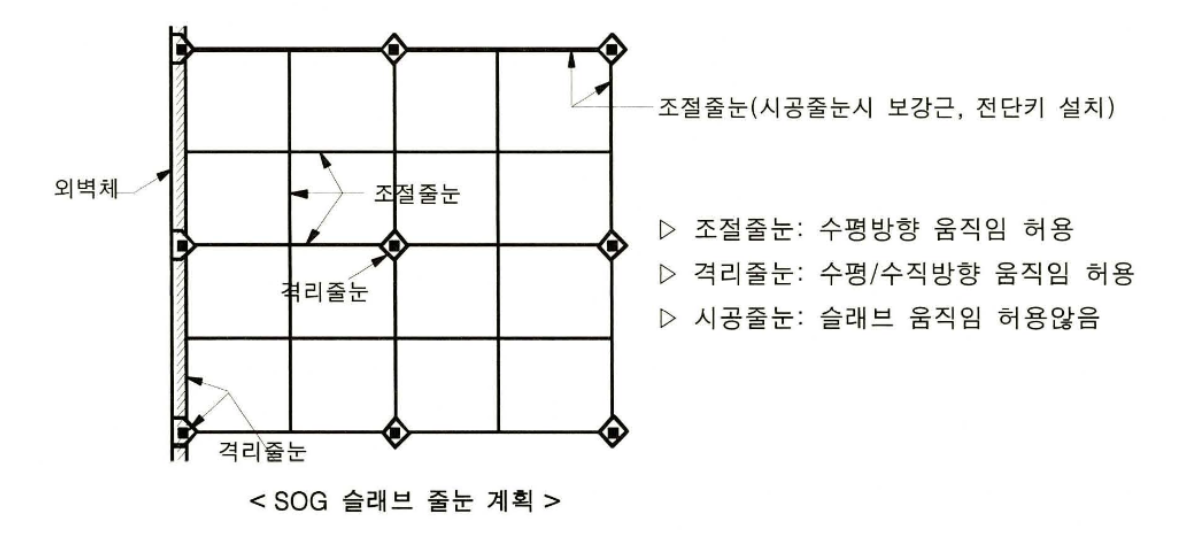 조절줄눈(시공줄눈시 보강근, 전단키 설치)
외벽체
조절줄눈
▷ 조절줄눈: 수평방향 움직임 허용
격리줄눈
▷ 격리줄눈: 수평/수직방향 움직임 허용
▷ 시공줄눈: 슬래브 움직임 허용않음
격리줄눈
< SOG 슬래브 줄눈 계획 >